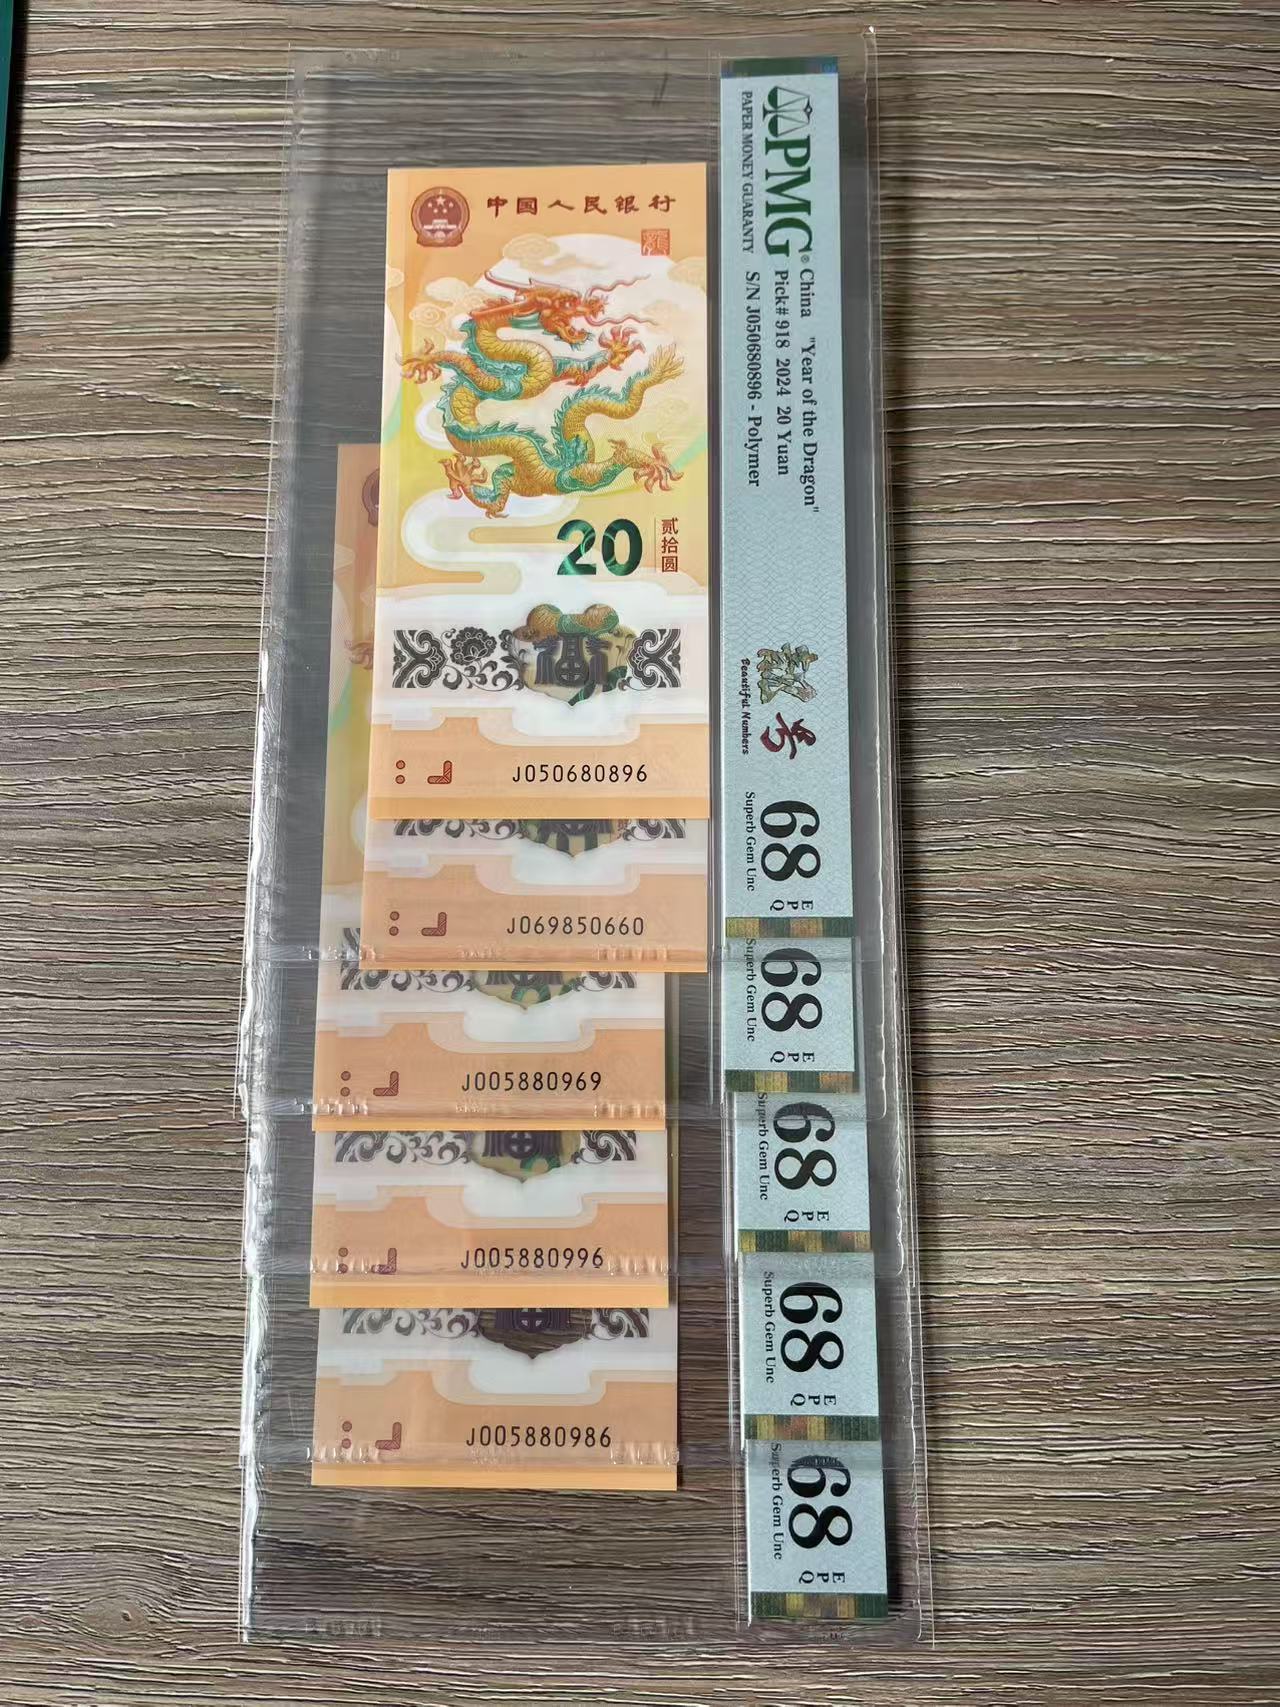 中国人民银行
20
贰拾圆
J050680896
J069850660
J005880969
J005880996
J005880986
PMG®
PAPER MONEY GUARANTY
China "Year of the Dragon"
Pick# 918 2024 20 Yuan
S/N J050680896 - Polymer
靓号
Beautiful Numbers
68 EPQ
Superb Gem Unc
68 EPQ
Superb Gem Unc
68 EPQ
Superb Gem Unc
68 EPQ
Superb Gem Unc
68 EPQ
Superb Gem Unc